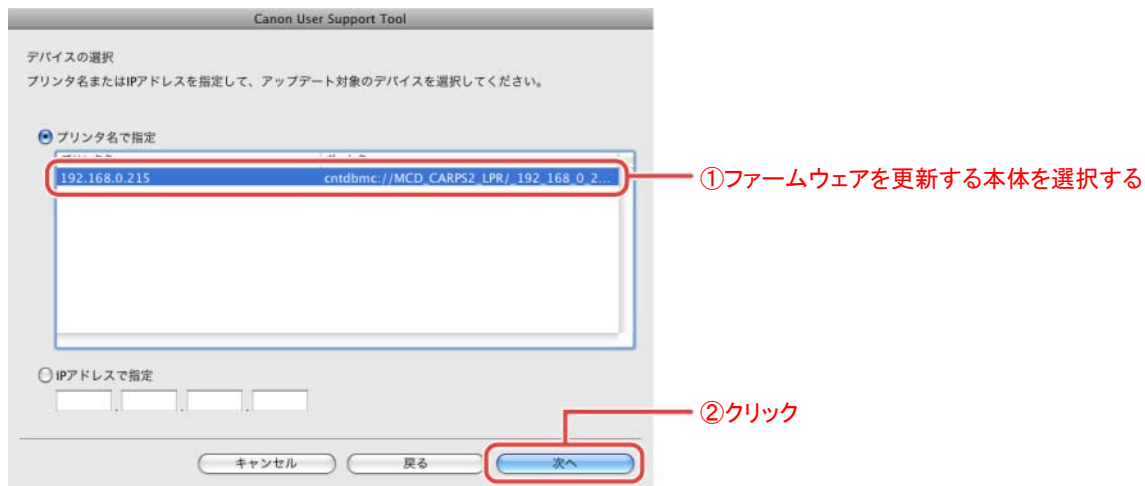 Canon User Support Tool
デバイスの選択
プリンタ名またはIPアドレスを指定して、アップデート対象のデバイスを選択してください。
プリンタ名で指定
192.168.0.215 cntdbmc://MCD_CARPS2_LPR/_192_168_0_2...
①ファームウェアを更新する本体を選択する
IPアドレスで指定
. . .
②クリック
キャンセル 戻る 次へ